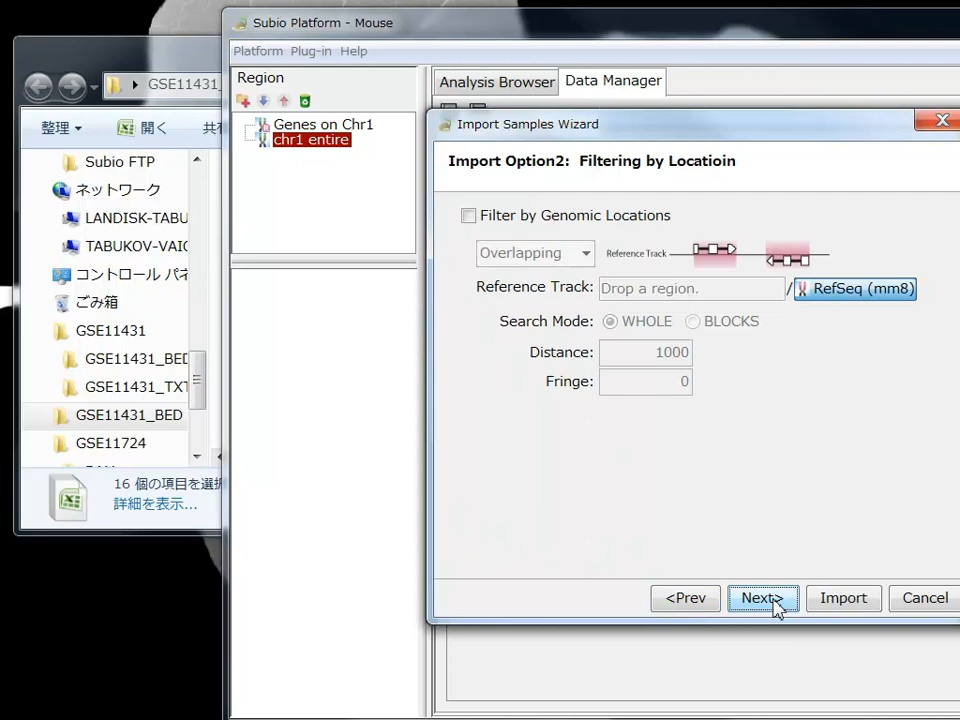 Subio Platform - Mouse
Platform Plug-in Help
GSE11431_
整理
開く
共有
Subio FTP
ネットワーク
LANDISK-TABU
TABUKOV-VAIO
コントロール パネ
ごみ箱
GSE11431
GSE11431_BED
GSE11431_TXT
GSE11431_BED
GSE11724
16 個の項目を選択
詳細を表示...
Region
Genes on Chr1
chr1 entire
Analysis Browser
Data Manager
Import Samples Wizard
Import Option2: Filtering by Locatioin
Filter by Genomic Locations
Overlapping
Reference Track
Reference Track:
Drop a region.
/
RefSeq (mm8)
Search Mode:
WHOLE
BLOCKS
Distance:
1000
Fringe:
0
<Prev
Next>
Import
Cancel